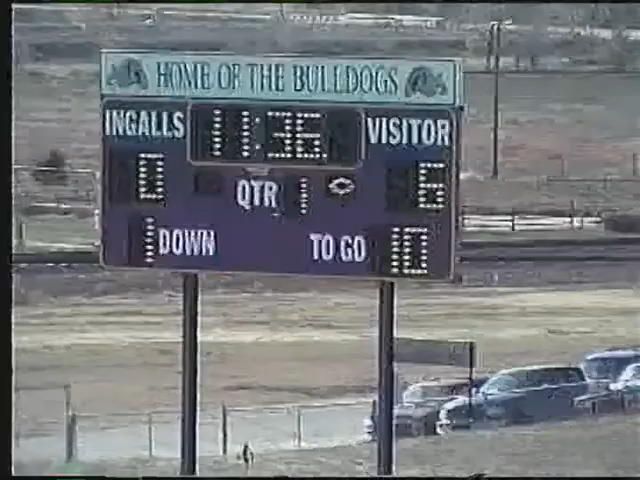 HOME OF THE BULLDOGS
INGALLS 11:36 VISITOR
0 QTR 1 6
1 DOWN TO GO 10